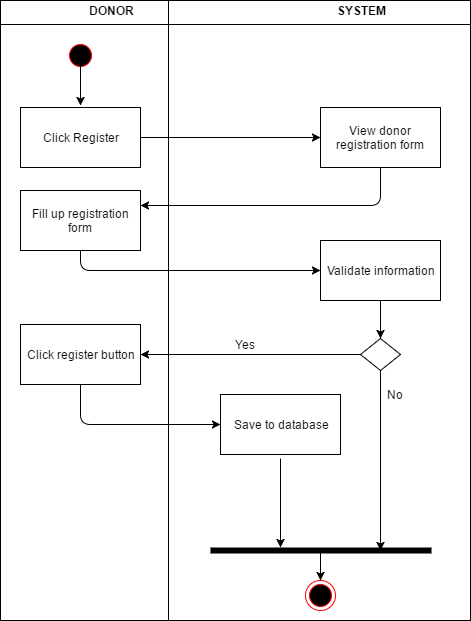 DONOR
SYSTEM
Click Register
View donor
registration form
Fill up registration
form
Validate information
Yes
Click register button
No
Save to database